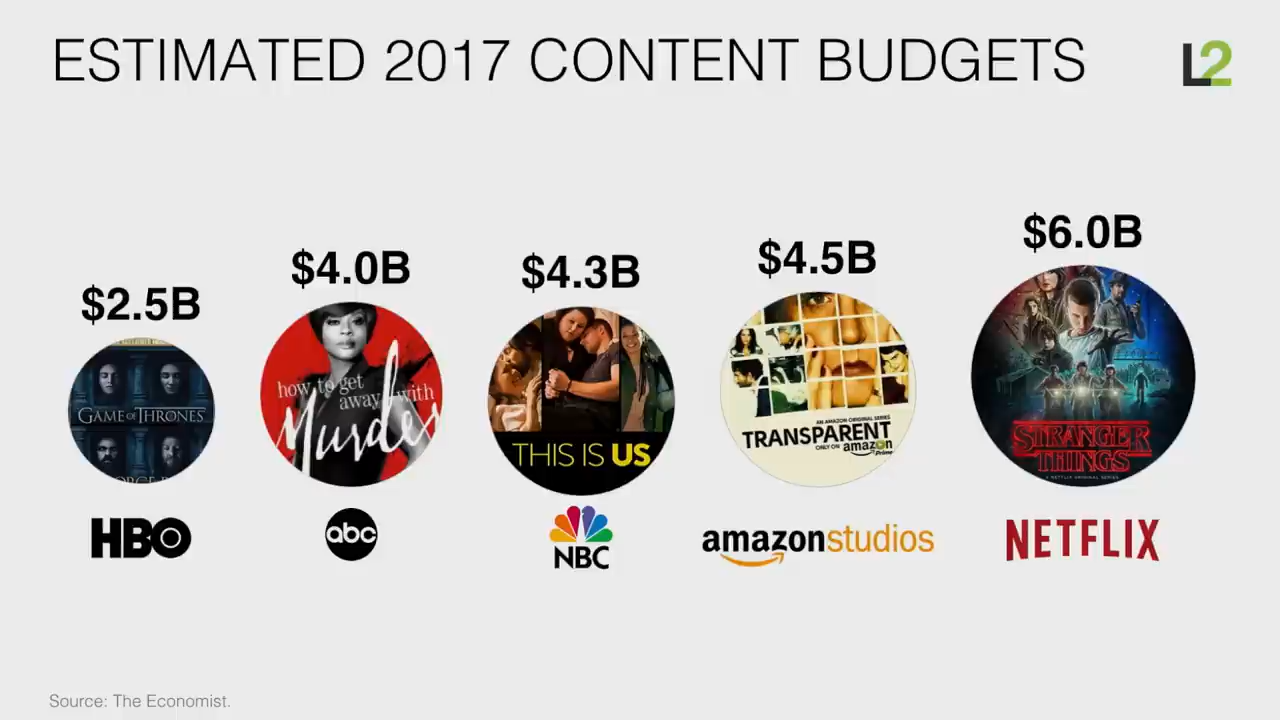 ESTIMATED 2017 CONTENT BUDGETS
L2
$2.5B
$4.0B
$4.3B
$4.5B
$6.0B
GAME OF THRONES
how to get
away with
Murder
THIS IS US
AN AMAZON ORIGINAL SERIES
TRANSPARENT
ONLY ON amazon
Prime
STRANGER
THINGS
A NETFLIX ORIGINAL SERIES
HBO
abc
NBC
amazonstudios
NETFLIX
Source: The Economist.